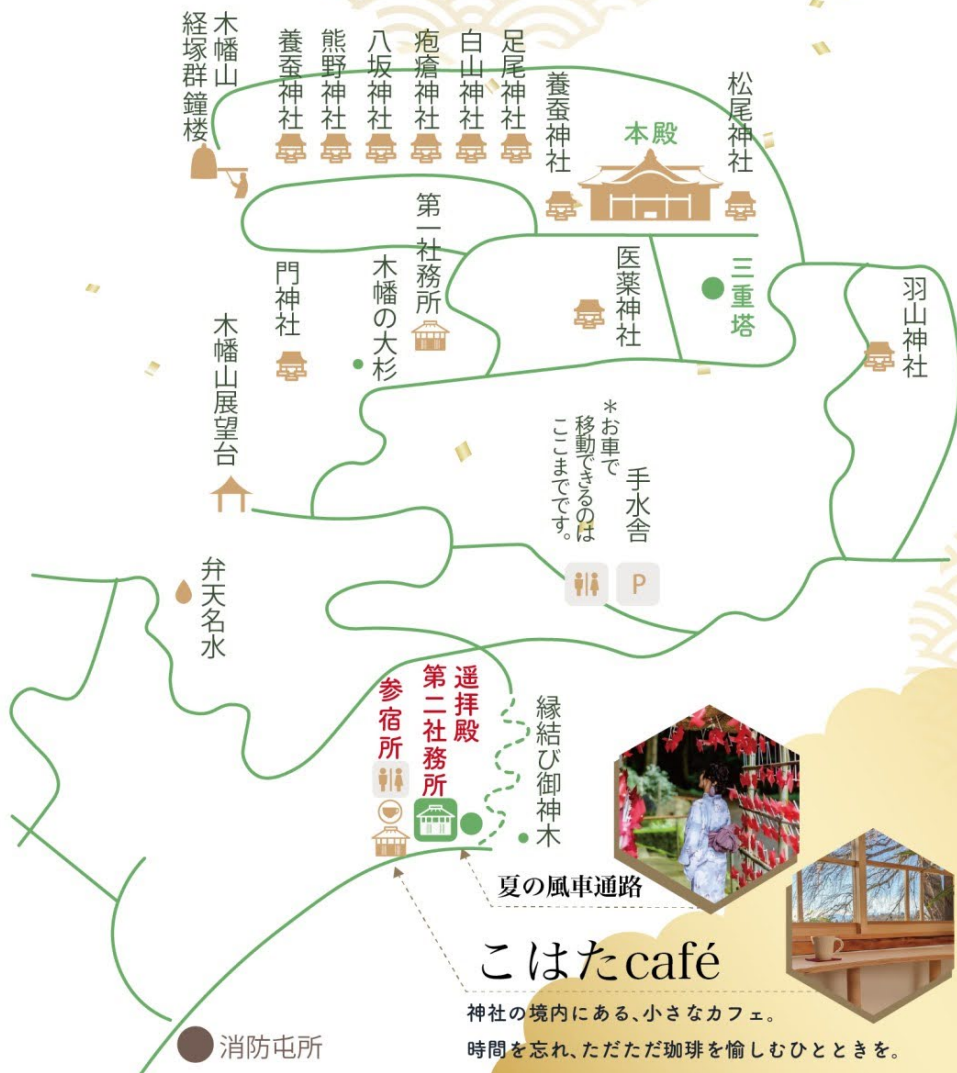 木幡山
経塚群 鐘楼
養蚕神社
熊野神社
八坂神社
疱瘡神社
白山神社
足尾神社
養蚕神社
本殿
松尾神社
第一社務所
木幡の大杉
門神社
医薬神社
三重塔
羽山神社
木幡山展望台
＊お車で
移動できるのは
ここまでです。
手水舎
P
弁天名水
遥拝殿
第二社務所
参宿所
縁結び御神木
夏の風車通路
こはたcafé
神社の境内にある、小さなカフェ。
時間を忘れ、ただただ珈琲を愉しむひとときを。
消防屯所